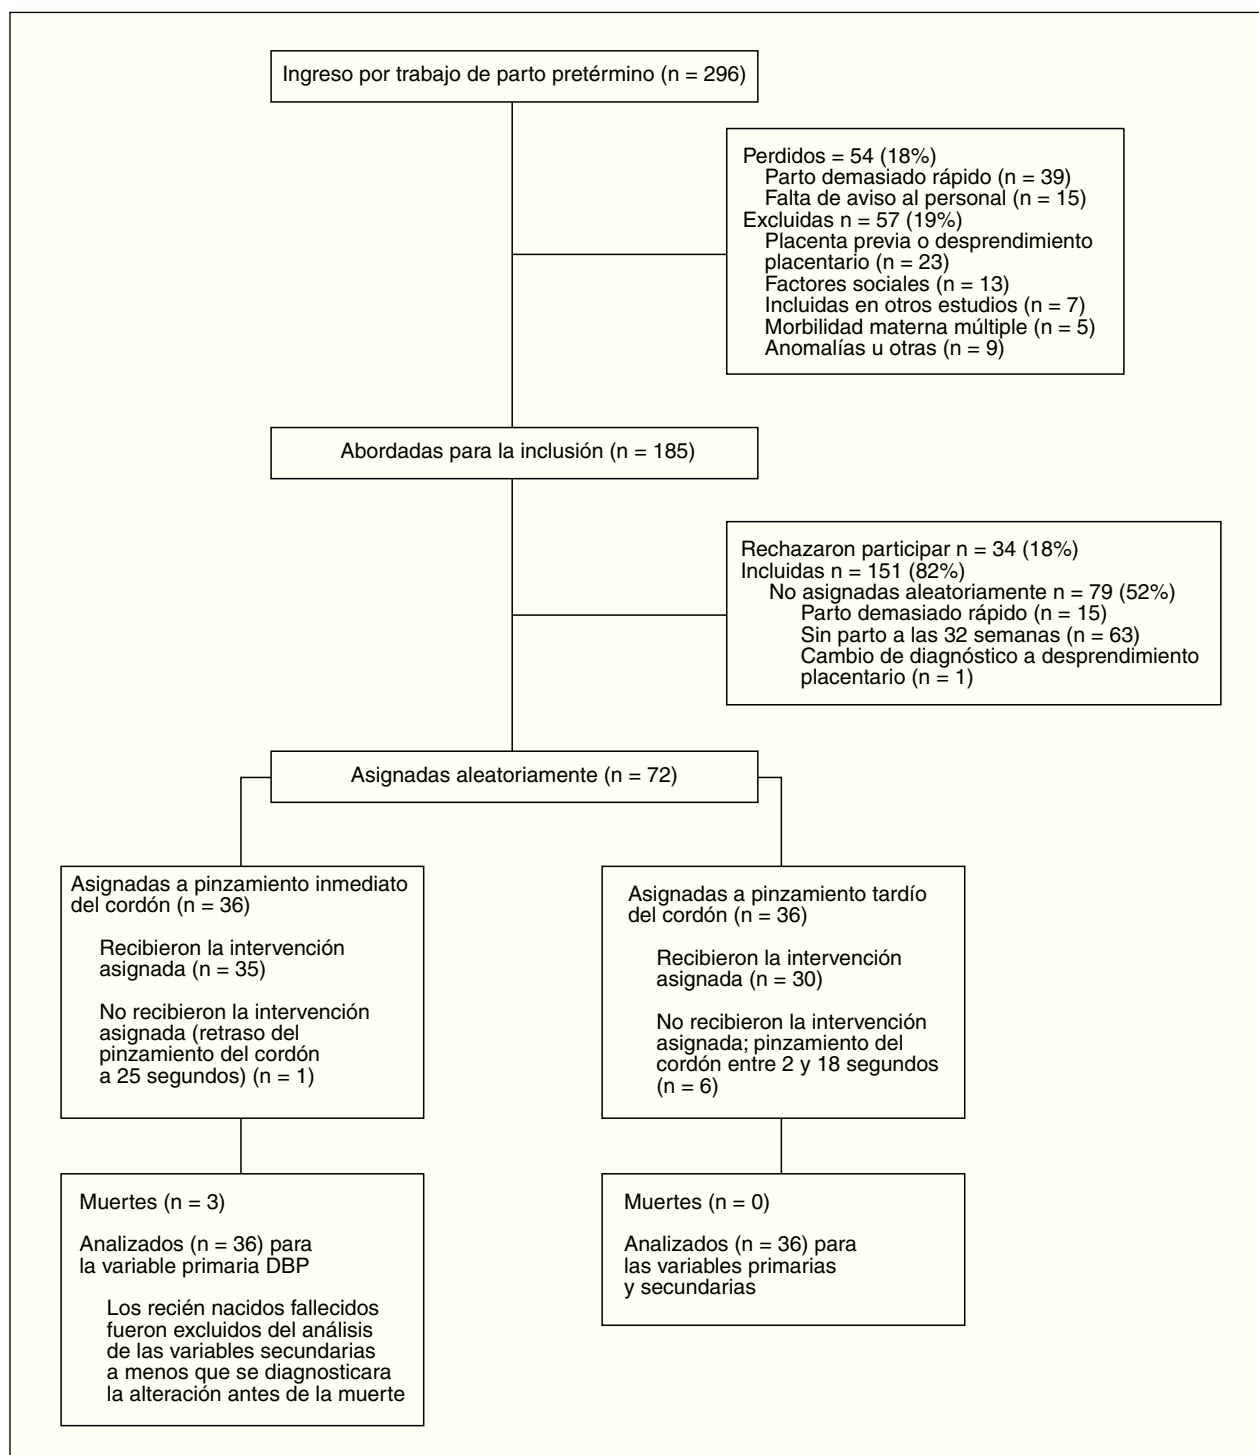 Ingreso por trabajo de parto pretérmino (n = 296)
Perdidos = 54 (18%)
Parto demasiado rápido (n = 39)
Falta de aviso al personal (n = 15)
Excluidas n = 57 (19%)
Placenta previa o desprendimiento
placentario (n = 23)
Factores sociales (n = 13)
Incluidas en otros estudios (n = 7)
Morbilidad materna múltiple (n = 5)
Anomalías u otras (n = 9)
Abordadas para la inclusión (n = 185)
Rechazaron participar n = 34 (18%)
Incluidas n = 151 (82%)
No asignadas aleatoriamente n = 79 (52%)
Parto demasiado rápido (n = 15)
Sin parto a las 32 semanas (n = 63)
Cambio de diagnóstico a desprendimiento
placentario (n = 1)
Asignadas aleatoriamente (n = 72)
Asignadas a pinzamiento inmediato
del cordón (n = 36)
Recibieron la intervención
asignada (n = 35)
No recibieron la intervención
asignada (retraso del
pinzamiento del cordón
a 25 segundos) (n = 1)
Asignadas a pinzamiento tardío
del cordón (n = 36)
Recibieron la intervención
asignada (n = 30)
No recibieron la intervención
asignada; pinzamiento del
cordón entre 2 y 18 segundos
(n = 6)
Muertes (n = 3)
Analizados (n = 36) para
la variable primaria DBP
Los recién nacidos fallecidos
fueron excluidos del análisis
de las variables secundarias
a menos que se diagnosticara
la alteración antes de la muerte
Muertes (n = 0)
Analizados (n = 36) para
las variables primarias
y secundarias